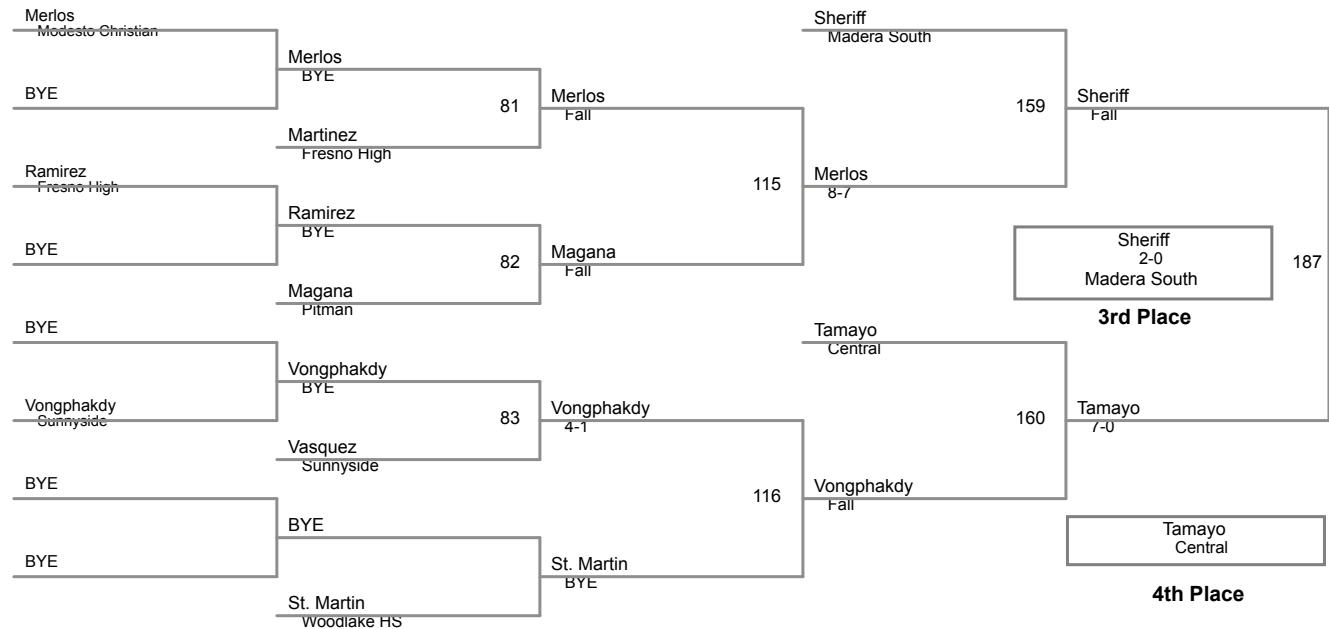 Merlos
Modesto Christian
BYE
Ramirez
Fresno High
BYE
BYE
Vongphakdy
Sunnyside
BYE
BYE
Merlos
BYE
Martinez
Fresno High
Ramirez
BYE
Magana
Pitman
Vongphakdy
BYE
Vasquez
Sunnyside
BYE
St. Martin
Woodlake HS
81
82
83
Merlos
Fall
Magana
Fall
Vongphakdy
4-1
St. Martin
BYE
115
116
Sheriff
Madera South
Merlos
8-7
Tamayo
Central
Vongphakdy
Fall
159
160
Sheriff
Fall
Tamayo
7-0
187
Sheriff
2-0
Madera South
3rd Place
Tamayo
Central
4th Place